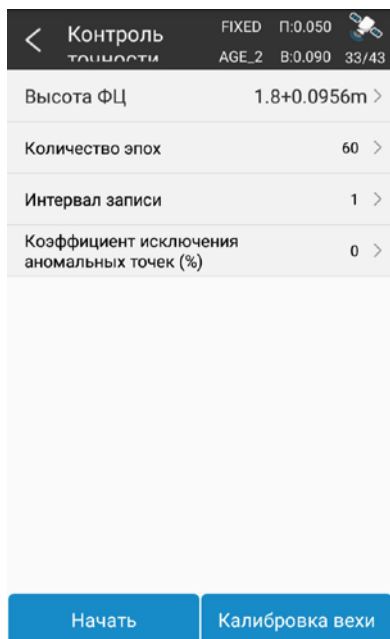 Контроль точности
FIXED П:0.050
AGE_2 В:0.090 33/43
Высота ФЦ 1.8+0.0956m >
Количество эпох 60 >
Интервал записи 1 >
Коэффициент исключения
аномальных точек (%) 0 >
Начать Калибровка вехи